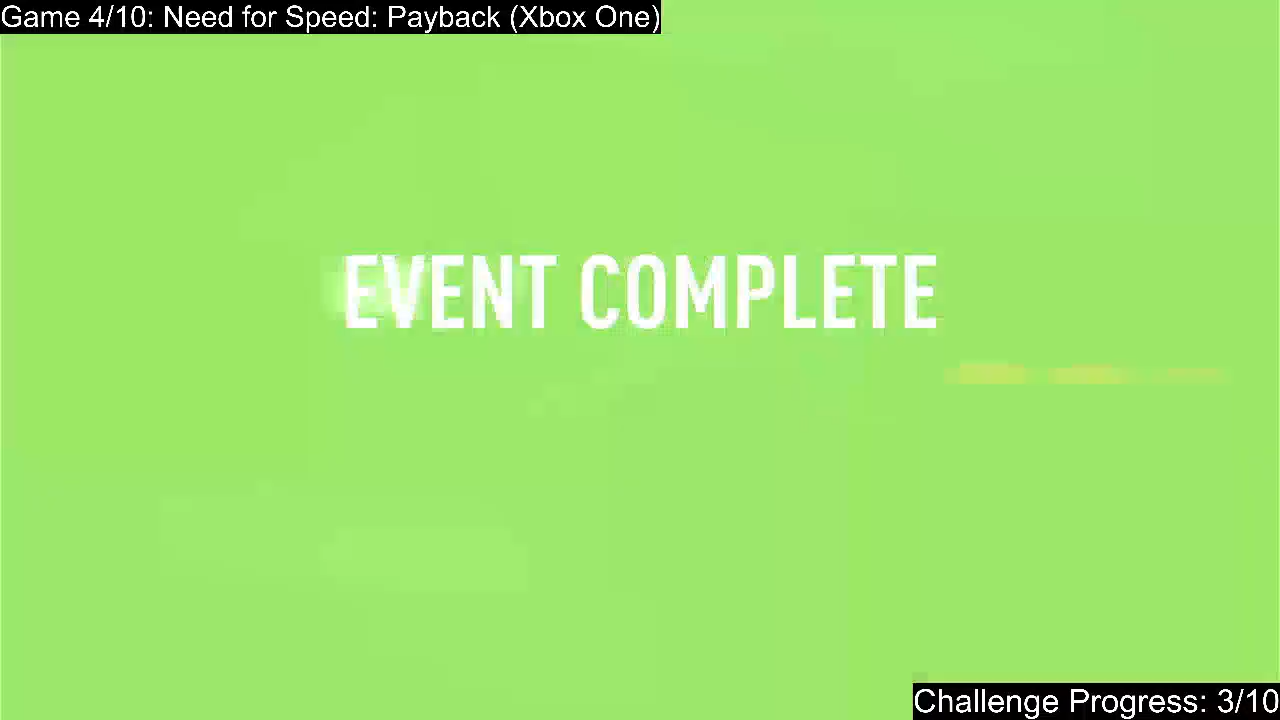 Game 4/10: Need for Speed: Payback (Xbox One)
EVENT COMPLETE
Challenge Progress: 3/10